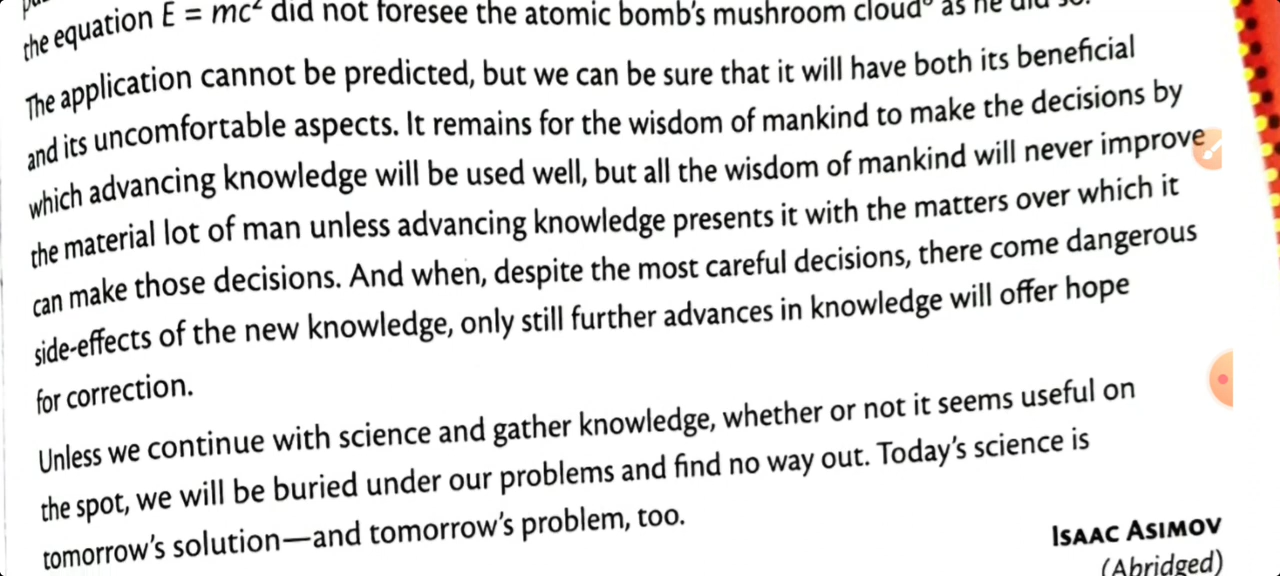 the equation E = mc² did not foresee the atomic bomb's mushroom cloud as he did so.
The application cannot be predicted, but we can be sure that it will have both its beneficial
and its uncomfortable aspects. It remains for the wisdom of mankind to make the decisions by
which advancing knowledge will be used well, but all the wisdom of mankind will never improve
the material lot of man unless advancing knowledge presents it with the matters over which it
can make those decisions. And when, despite the most careful decisions, there come dangerous
side-effects of the new knowledge, only still further advances in knowledge will offer hope
for correction.
Unless we continue with science and gather knowledge, whether or not it seems useful on
the spot, we will be buried under our problems and find no way out. Today's science is
tomorrow's solution—and tomorrow's problem, too.
ISAAC ASIMOV
(Abridged)